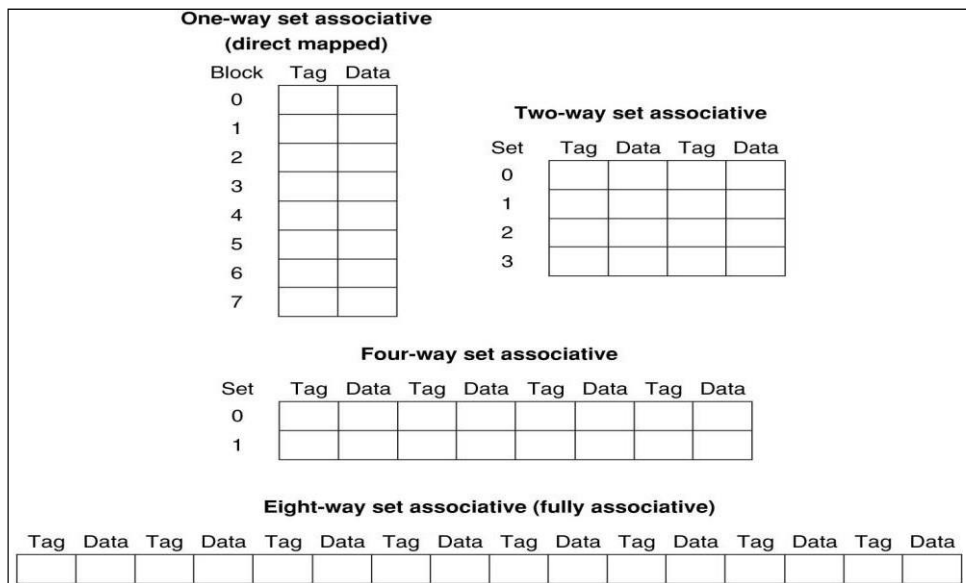 One-way set associative
(direct mapped)
Block Tag Data
0
1
2
3
4
5
6
7
Two-way set associative
Set Tag Data Tag Data
0
1
2
3
Four-way set associative
Set Tag Data Tag Data Tag Data Tag Data
0
1
Eight-way set associative (fully associative)
Tag Data Tag Data Tag Data Tag Data Tag Data Tag Data Tag Data Tag Data